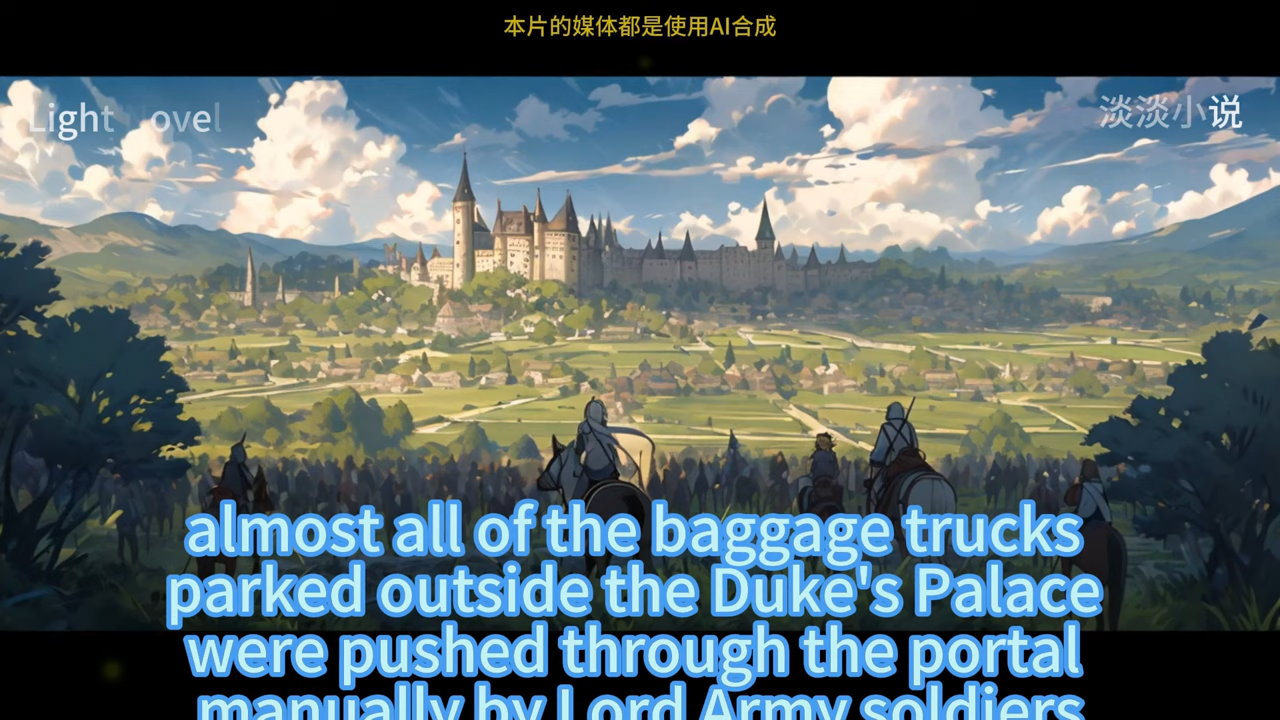 本片的媒体都是使用AI合成
Light Novel
淡淡小说
almost all of the baggage trucks
parked outside the Duke's Palace
were pushed through the portal
manually by Lord Army soldiers